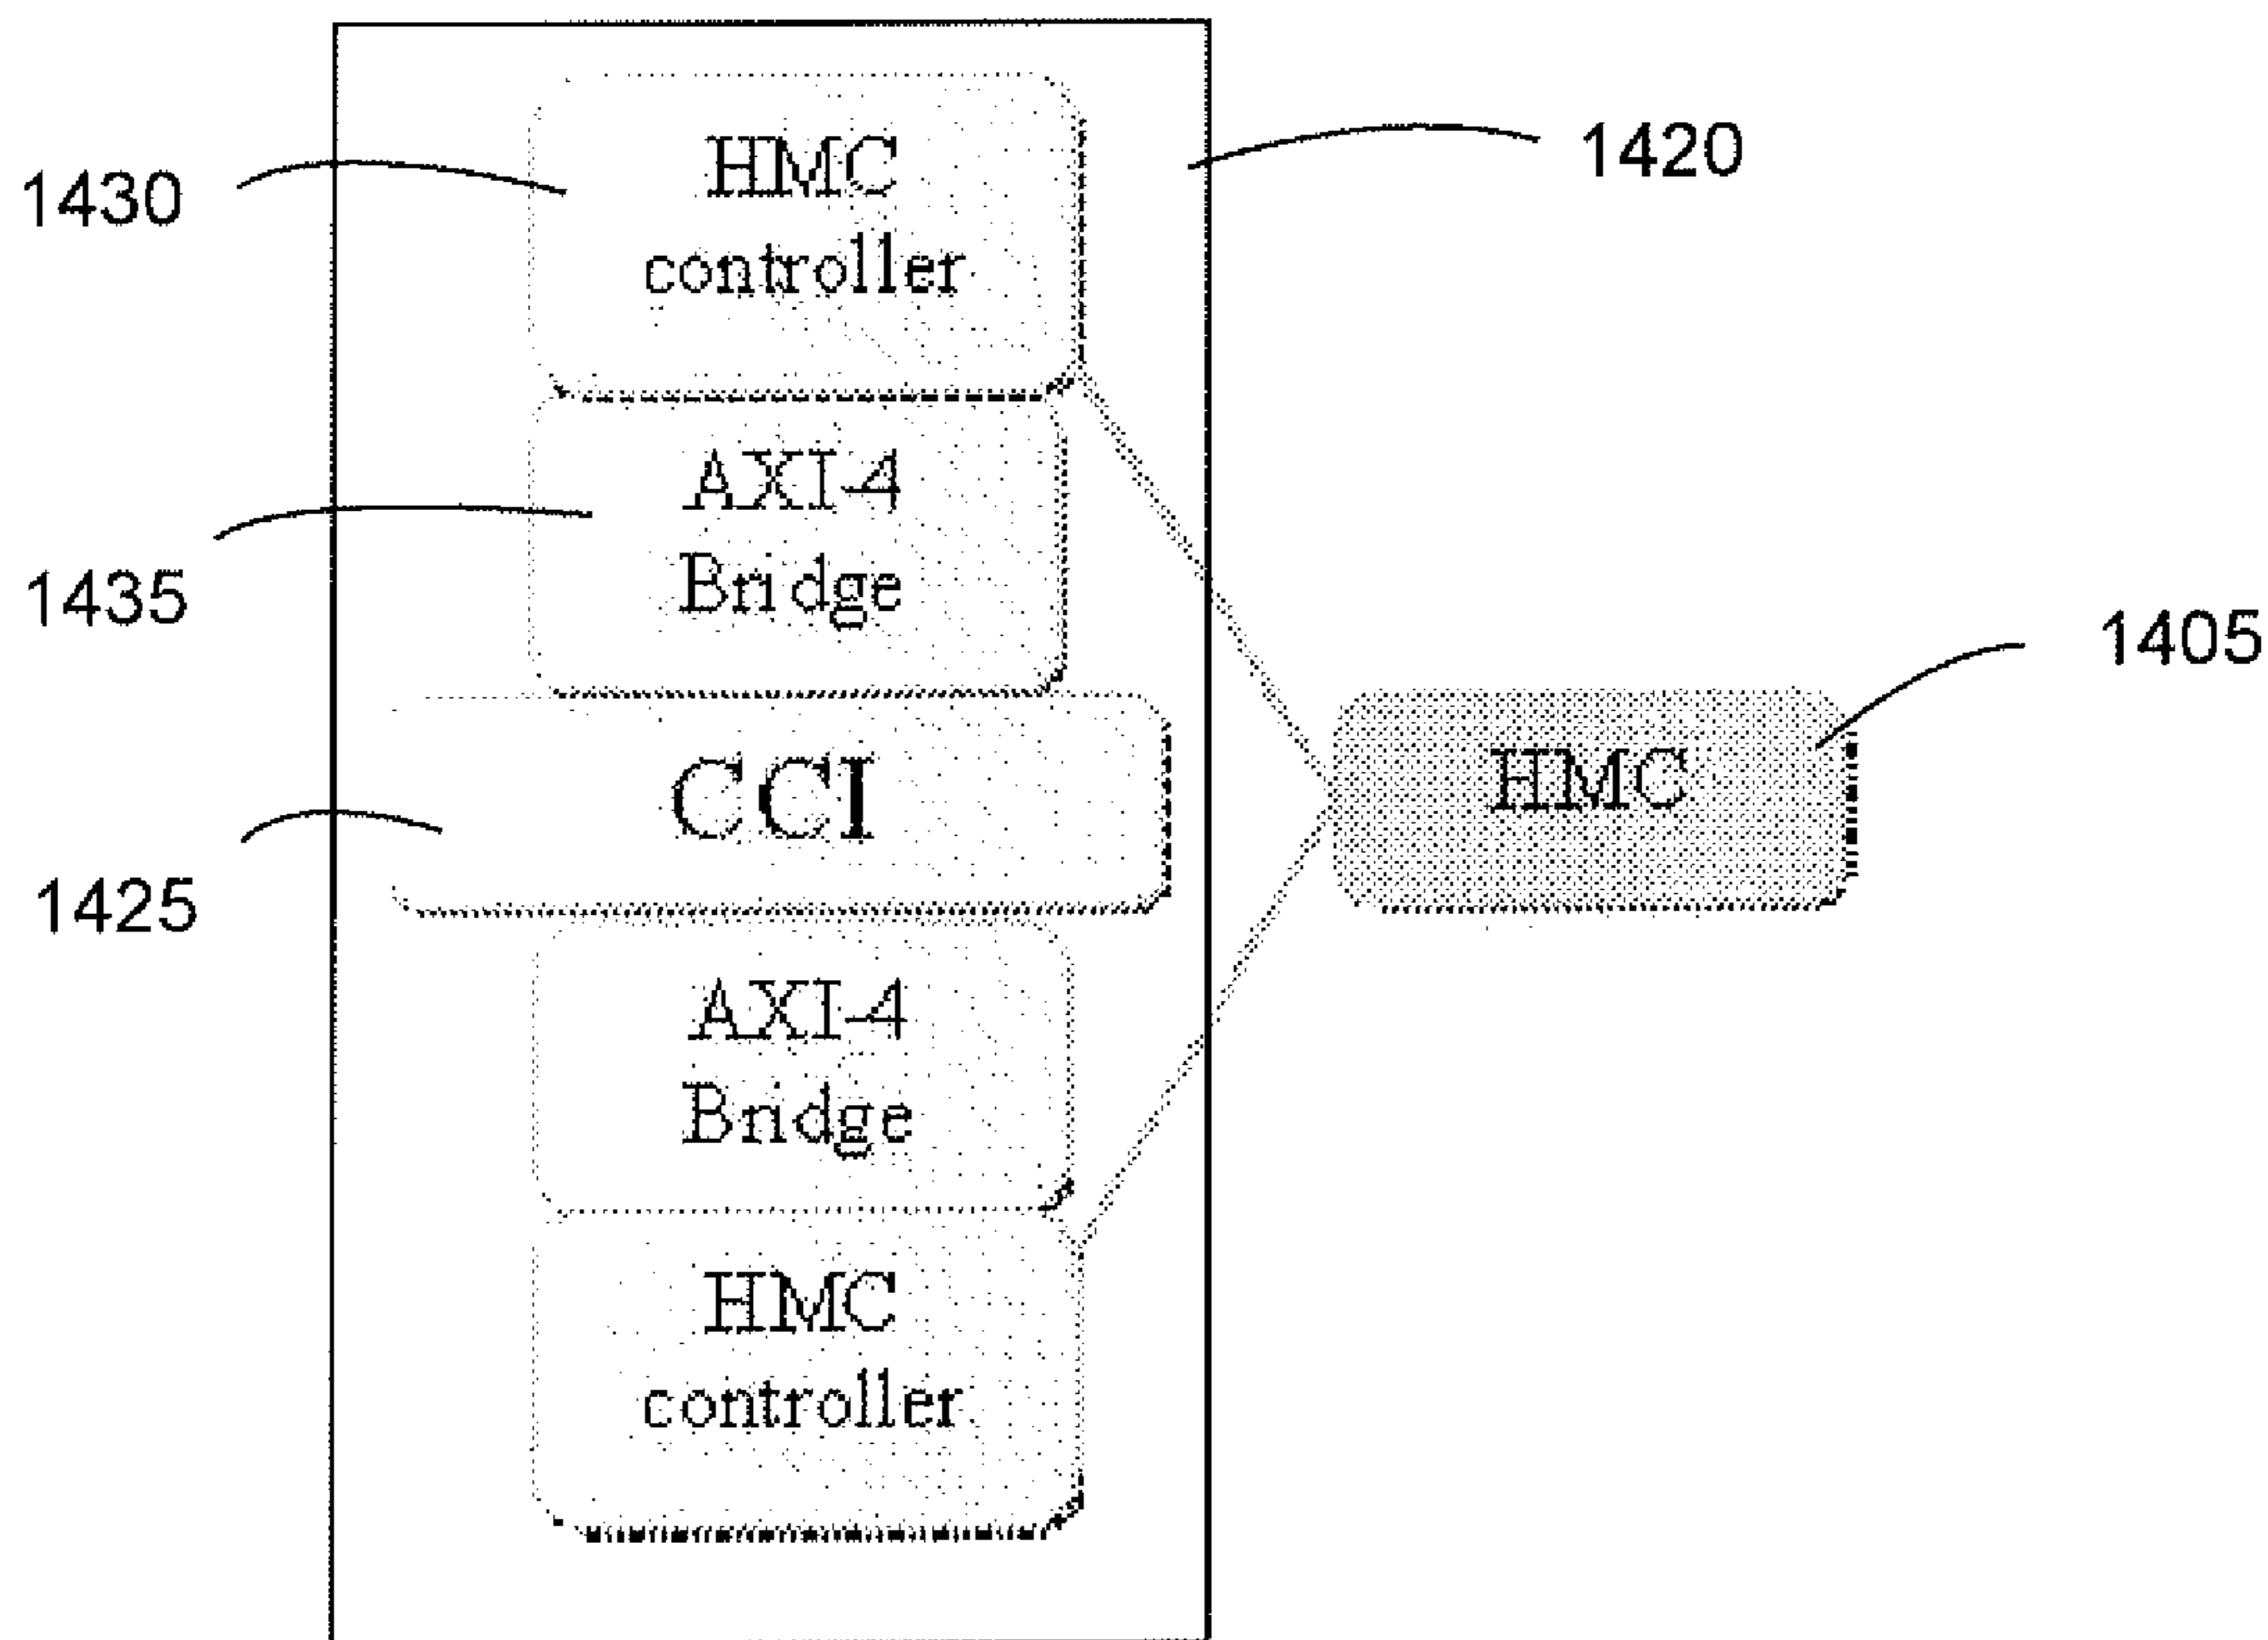 HMC
controller
1420
1430
AXI-4
Bridge
1435
1405
CCI
HMC
1425
AXI-4
Bridge
HMC
controller